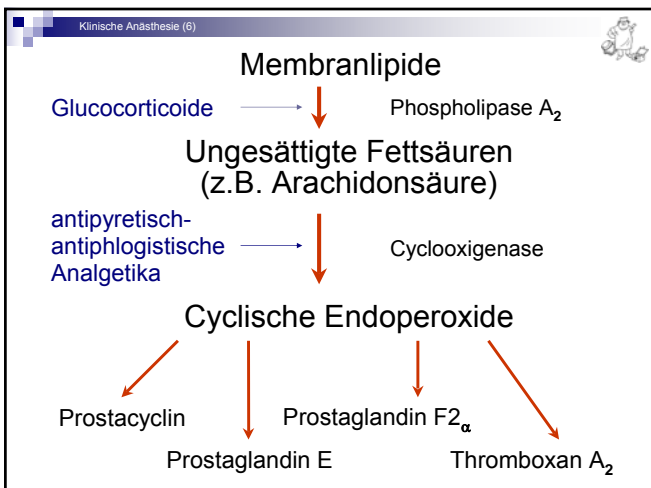 Klinische Anästhesie (6)
Membranlipide
Glucocorticoide
Phospholipase A₂
Ungesättigte Fettsäuren
(z.B. Arachidonsäure)
antipyretisch-
antiphlogistische
Analgetika
Cyclooxigenase
Cyclische Endoperoxide
Prostacyclin
Prostaglandin F2α
Prostaglandin E
Thromboxan A₂